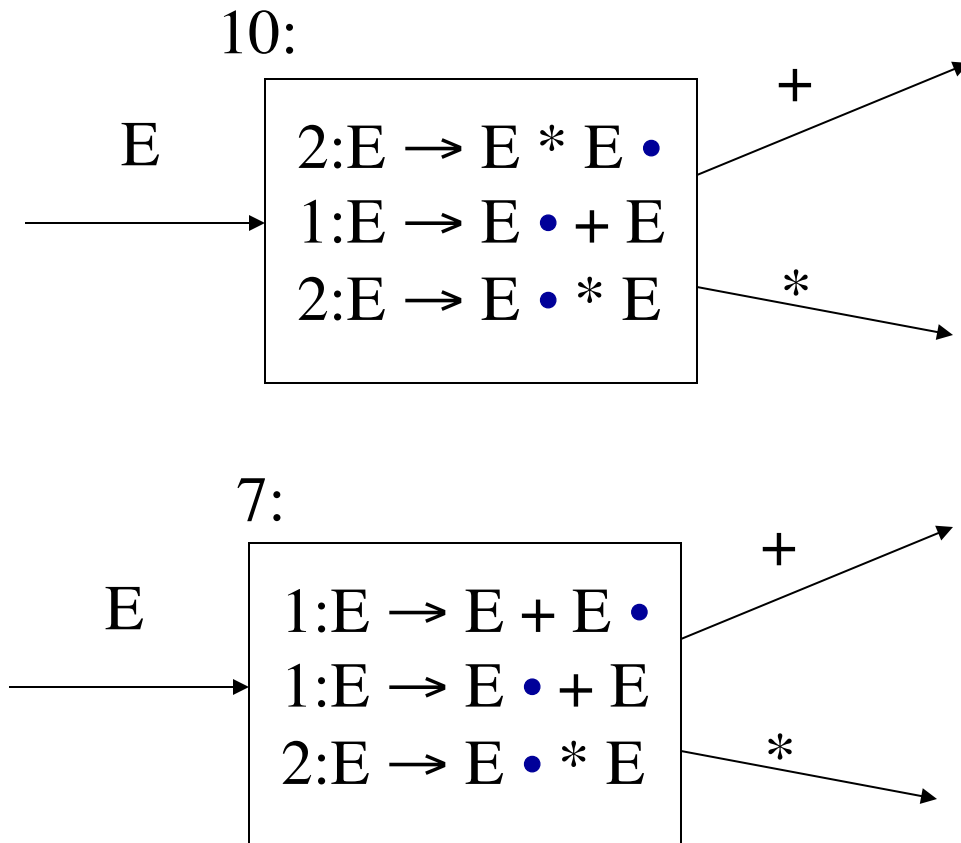 10:
+
E
2:E → E * E •
1:E → E • + E
2:E → E • * E
*
7:
+
E
1:E → E + E •
1:E → E • + E
2:E → E • * E
*